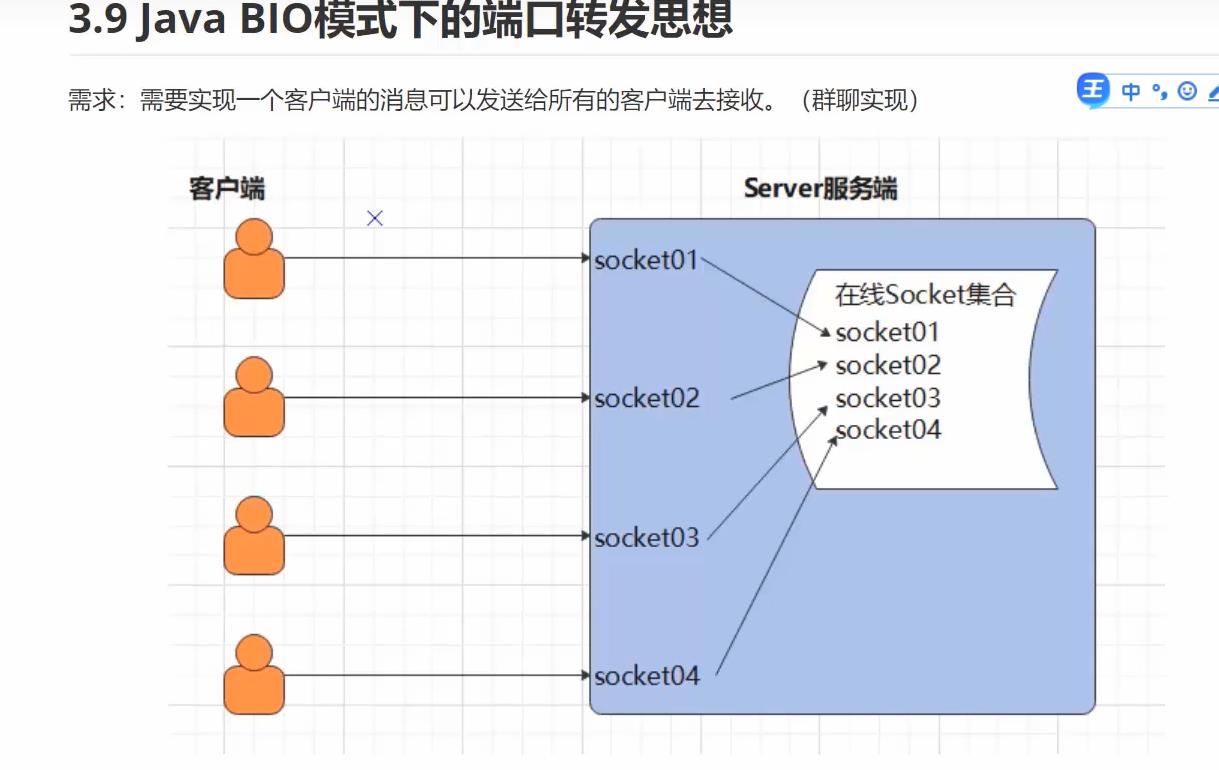 3.9 Java BIO模式下的端口转发思想
需求：需要实现一个客户端的消息可以发送给所有的客户端去接收。（群聊实现）
王 中
客户端
Server服务端
socket01
在线Socket集合
socket01
socket02
socket03
socket04
socket02
socket03
socket04